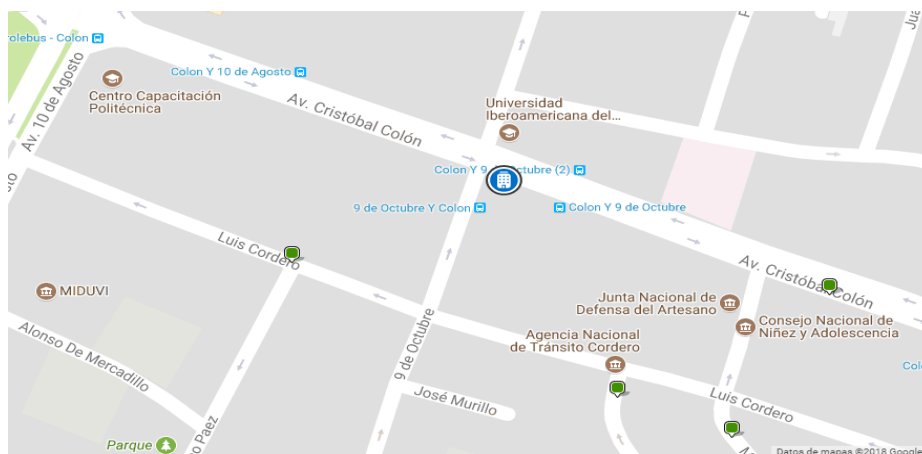 rolebus - Colon
Colon Y 10 de Agosto
Centro Capacitación
Politécnica
Av. 10 de Agosto
Av. Cristóbal Colón
Universidad
Iberoamericana del...
Colon Y 9 de Octubre (2)
9 de Octubre Y Colon
Colon Y 9 de Octubre
Luis Cordero
MIDUVI
Av. Cristóbal Colón
Junta Nacional de
Defensa del Artesano
Consejo Nacional de
Niñez y Adolescencia
Agencia Nacional
de Tránsito Cordero
9 de Octubre
Alonso De Mercadillo
José Murillo
Luis Cordero
Parque
Paez
Datos de mapas ©2018 Google